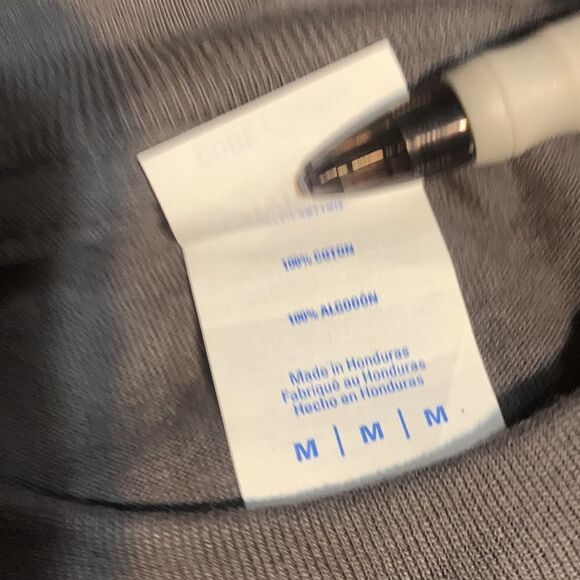 100% COTON
100% ALGODÓN
Made in Honduras
Fabriqué au Honduras
Hecho en Honduras
M | M | M